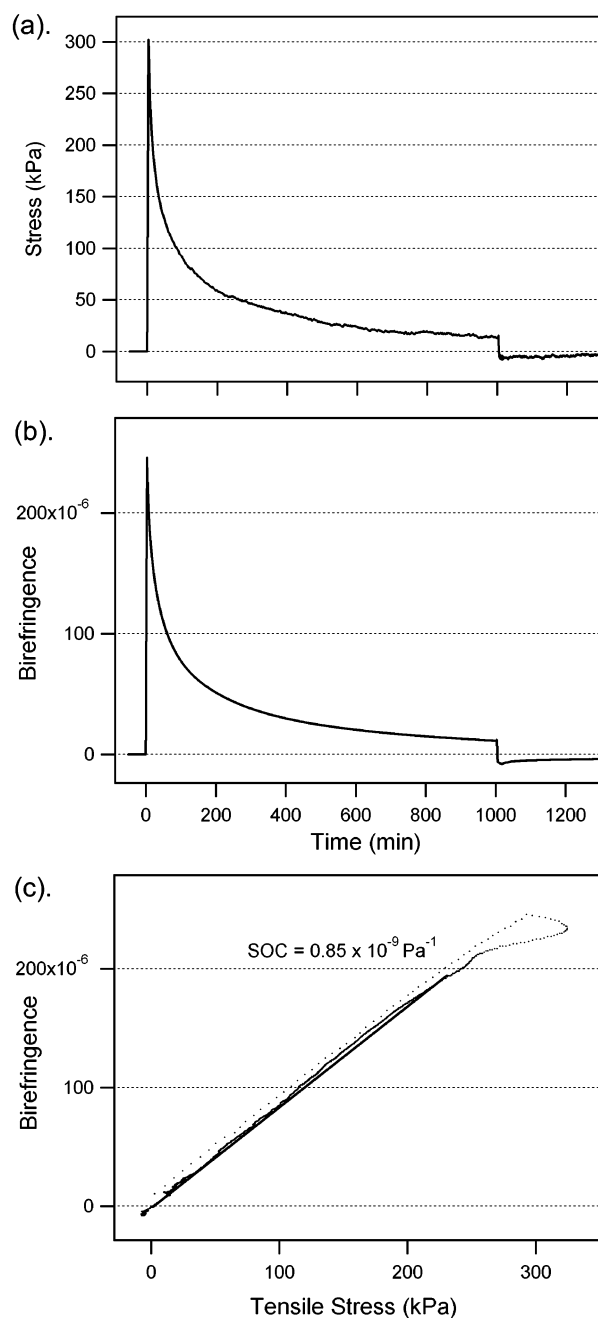 (a).
300
250
200
150
100
50
0
Stress (kPa)
(b).
200x10⁻⁶
100
0
Birefringence
0 200 400 600 800 1000 1200
Time (min)
(c).
SOC = 0.85 x 10⁻⁹ Pa⁻¹
200x10⁻⁶
100
0
Birefringence
0 100 200 300
Tensile Stress (kPa)